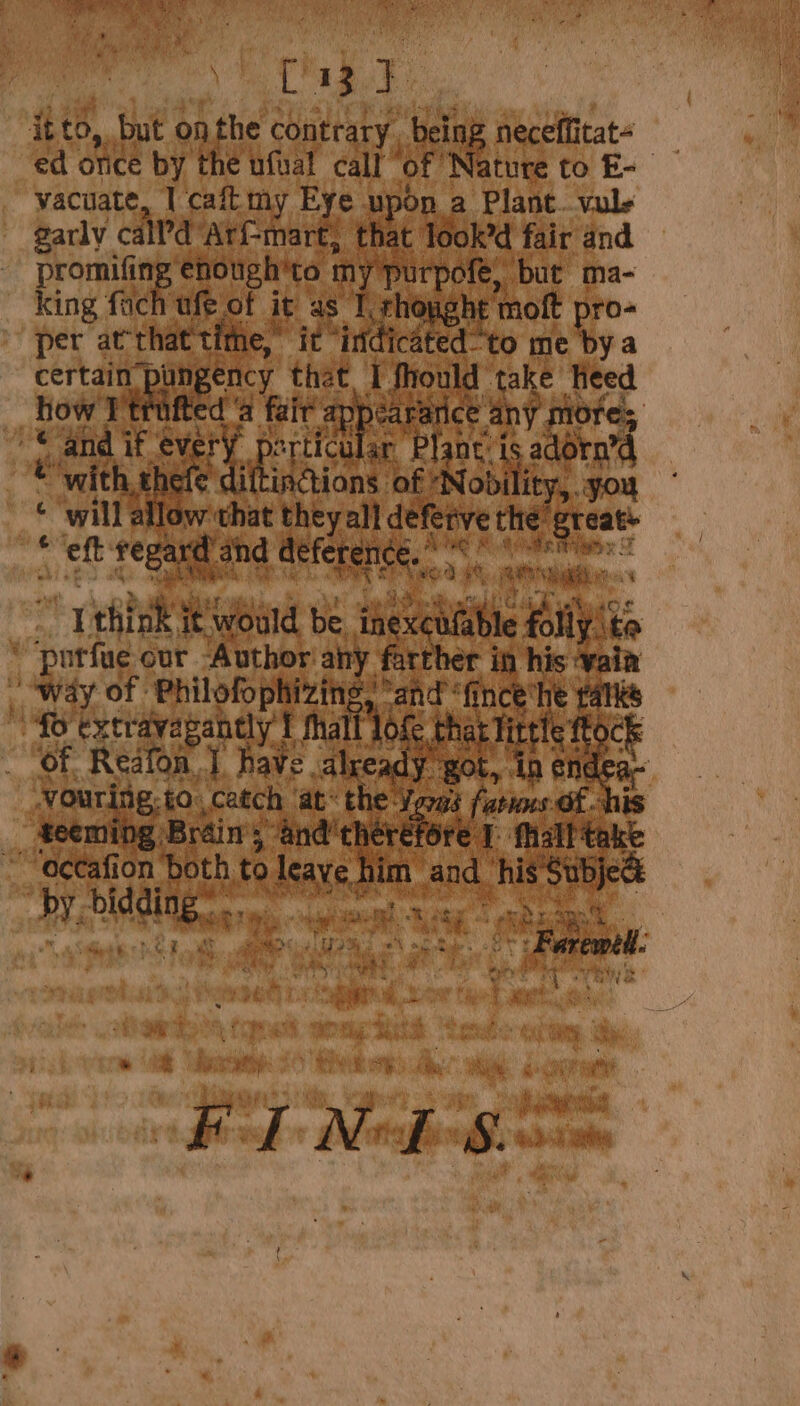 [ 13 ]
it to, but on the contrary being neceſſitat-
ed once by the uſual call of Nature to E-
vacuate, I caſt my Eye upon a Plant vul-
garly call'd Arſ-mart, that look'd fair and
promiſing enough to my purpoſe, but ma-
king ſuch uſe of it as I thought moſt pro-
per at that time, it indicated to me by a
certain pungency that I ſhould take heed
how I truſted a fair appearance any more;
‘ and if every particular Plant is adorn'd
‘ with theſe diſtinctions of Nobility, you
‘ will allow that they all deſerve the great-
‘ eſt regard and deference.
I think it would be inexcuſable folly to
purſue our Author any farther in his vain
way of Philoſophizing, and ſince he talks
ſo extravagantly I ſhall loſe that little ſtock
of Reaſon I have already got, in endea-
vouring to catch at the ſatuus of his
teeming Brain; and therefore I ſhall take
occaſion both to leave him and his Subject
by bidding
Farewell.
FINIS.